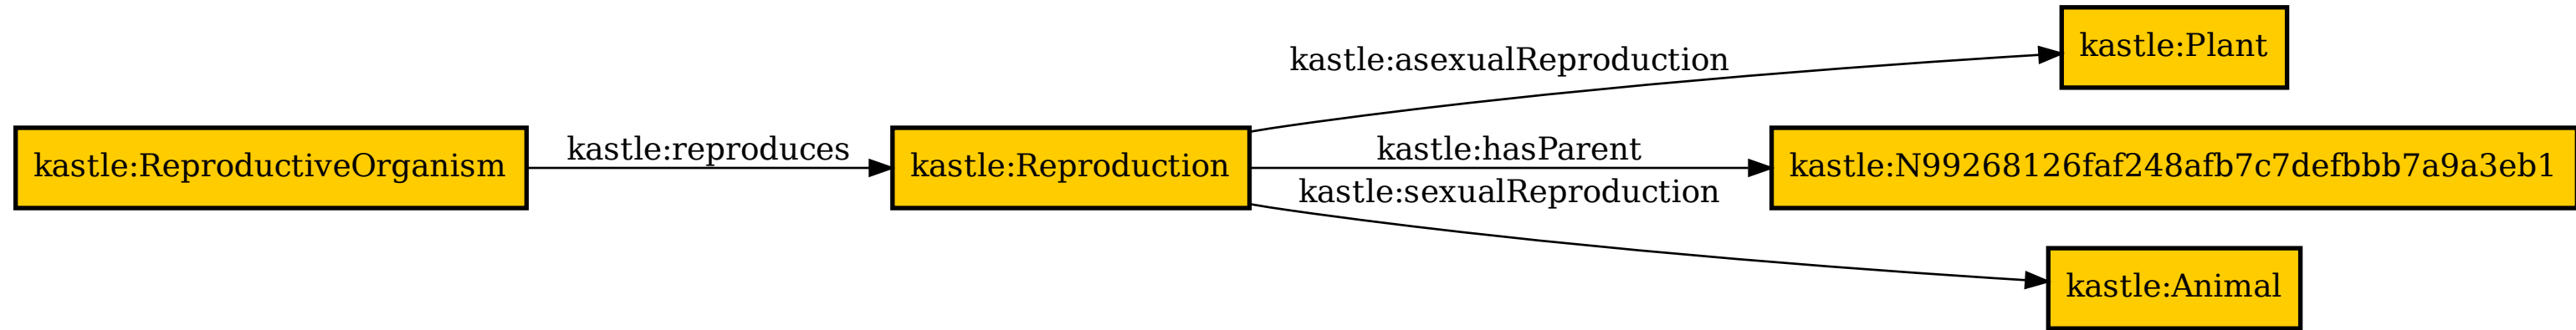 kastle:Plant
kastle:asexualReproduction
kastle:ReproductiveOrganism
kastle:reproduces
kastle:Reproduction
kastle:hasParent
kastle:N99268126faf248afb7c7defbbb7a9a3eb1
kastle:sexualReproduction
kastle:Animal